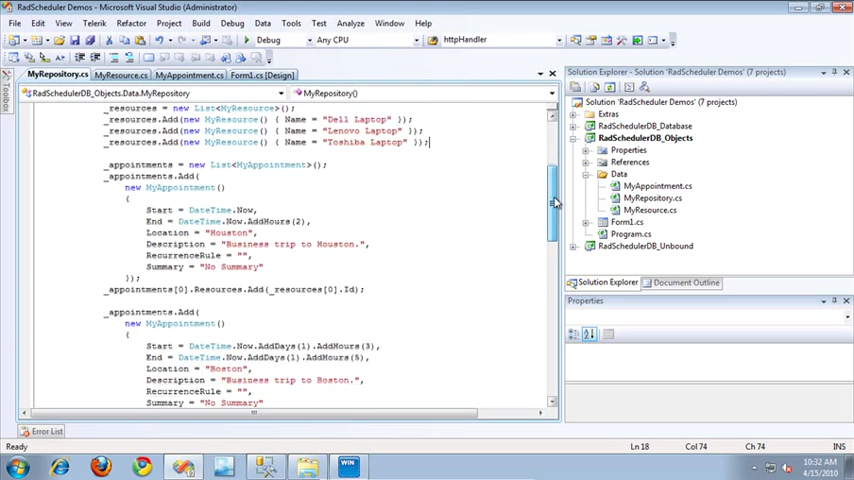 RadScheduler Demos - Microsoft Visual Studio (Administrator)
File Edit View Telerik Refactor Project Build Debug Data Tools Test Analyze Window Help
Debug Any CPU httpHandler
MyRepository.cs MyResource.cs MyAppointment.cs Form1.cs [Design]
RadSchedulerDB_Objects.Data.MyRepository MyRepository()
Toolbox
_resources = new List<MyResource>();
_resources.Add(new MyResource() { Name = "Dell Laptop" });
_resources.Add(new MyResource() { Name = "Lenovo Laptop" });
_resources.Add(new MyResource() { Name = "Toshiba Laptop" });
_appointments = new List<MyAppointment>();
_appointments.Add(
new MyAppointment()
{
Start = DateTime.Now,
End = DateTime.Now.AddHours(2),
Location = "Houston",
Description = "Business trip to Houston.",
RecurrenceRule = "",
Summary = "No Summary"
});
_appointments[0].Resources.Add(_resources[0].Id);
_appointments.Add(
new MyAppointment()
{
Start = DateTime.Now.AddDays(1).AddHours(3),
End = DateTime.Now.AddDays(1).AddHours(5),
Location = "Boston",
Description = "Business trip to Boston.",
RecurrenceRule = "",
Summary = "No Summary"
Solution Explorer - Solution 'RadScheduler Demos' (7 projects)
Solution 'RadScheduler Demos' (7 projects)
Extras
RadSchedulerDB_Database
RadSchedulerDB_Objects
Properties
References
Data
MyAppointment.cs
MyRepository.cs
MyResource.cs
Form1.cs
Program.cs
RadSchedulerDB_Unbound
Solution Explorer Document Outline
Properties
Error List
Ready Ln 18 Col 74 Ch 74 INS
WIN
10:32 AM
4/15/2010